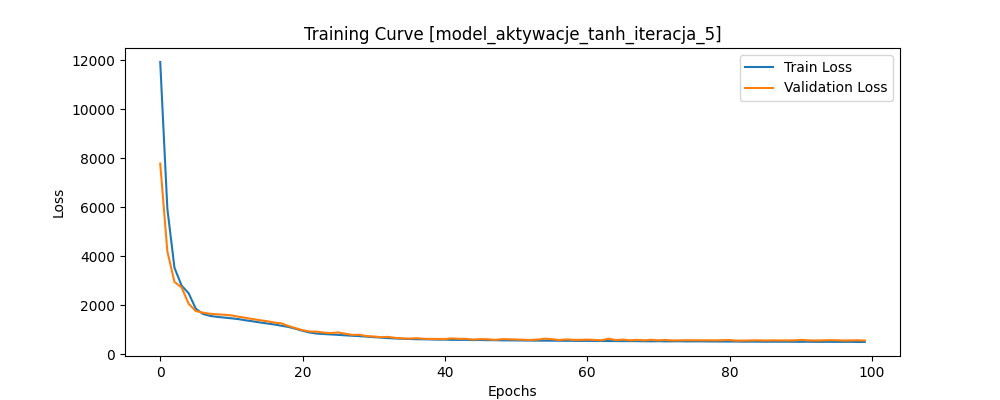 Training Curve [model_aktywacje_tanh_iteracja_5]
Train Loss
Validation Loss
12000
10000
8000
6000
4000
2000
0
Loss
0 20 40 60 80 100
Epochs